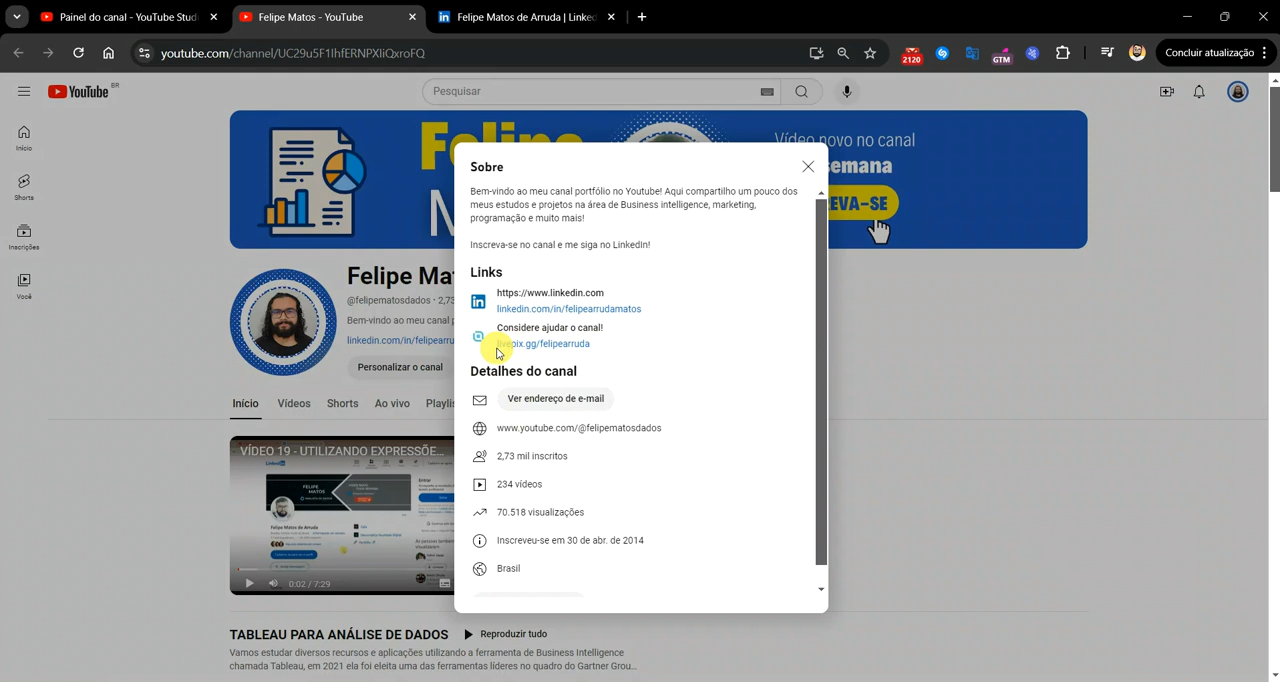 Painel do canal - YouTube Stud
Felipe Matos - YouTube
Felipe Matos de Arruda | Linked
youtube.com/channel/UC29u5F1IhfERNPXIiQxroFQ
2120
GTM
Concluir atualização
YouTube BR
Pesquisar
Início
Shorts
Inscrições
Você
Vídeo novo no canal
semana
Felipe Ma
@felipematosdados · 2,73
Bem-vindo ao meu canal p
linkedin.com/in/felipearru
Personalizar o canal
Início
Vídeos
Shorts
Ao vivo
Playlis
VÍDEO 19 - UTILIZANDO EXPRESSÕE...
FELIPE
MATOS
Felipe Matos de Arruda
0:02 / 7:29
TABLEAU PARA ANÁLISE DE DADOS
Reproduzir tudo
Vamos estudar diversos recursos e aplicações utilizando a ferramenta de Business Intelligence
chamada Tableau, em 2021 ela foi eleita uma das ferramentas líderes no quadro do Gartner Grou...
Sobre
Bem-vindo ao meu canal portfólio no Youtube! Aqui compartilho um pouco dos
meus estudos e projetos na área de Business intelligence, marketing,
programação e muito mais!
Inscreva-se no canal e me siga no LinkedIn!
Links
https://www.linkedin.com
linkedin.com/in/felipearrudamatos
Considere ajudar o canal!
livepix.gg/felipearruda
Detalhes do canal
Ver endereço de e-mail
www.youtube.com/@felipematosdados
2,73 mil inscritos
234 vídeos
70.518 visualizações
Inscreveu-se em 30 de abr. de 2014
Brasil